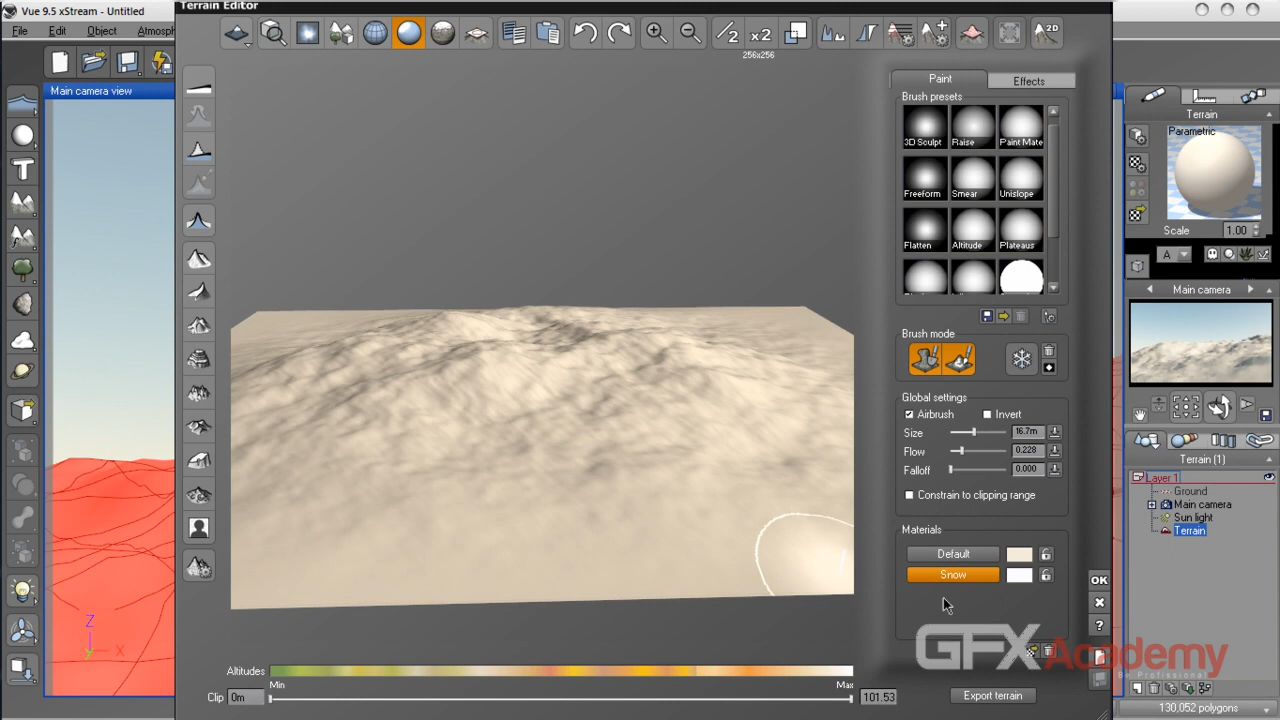 Vue 9.5 xStream - Untitled
Terrain Editor
File Edit Object Atmosph
256x256
Main camera view
Paint
Effects
Brush presets
3D Sculpt Raise Paint Mate
Freeform Smear Unislope
Flatten Altitude Plateaus
Brush mode
Global settings
Airbrush Invert
Size 16.7m
Flow 0.228
Falloff 0.000
Constrain to clipping range
Materials
Default
Snow
OK
Altitudes
Min Max
Clip 0m 101.53
Export terrain
Z
X
Y
Terrain
Parametric
Scale 1.00
A
Main camera
Terrain (1)
Layer 1
Ground
Main camera
Sun light
Terrain
130,052 polygons
GFXAcademy
Be Professional